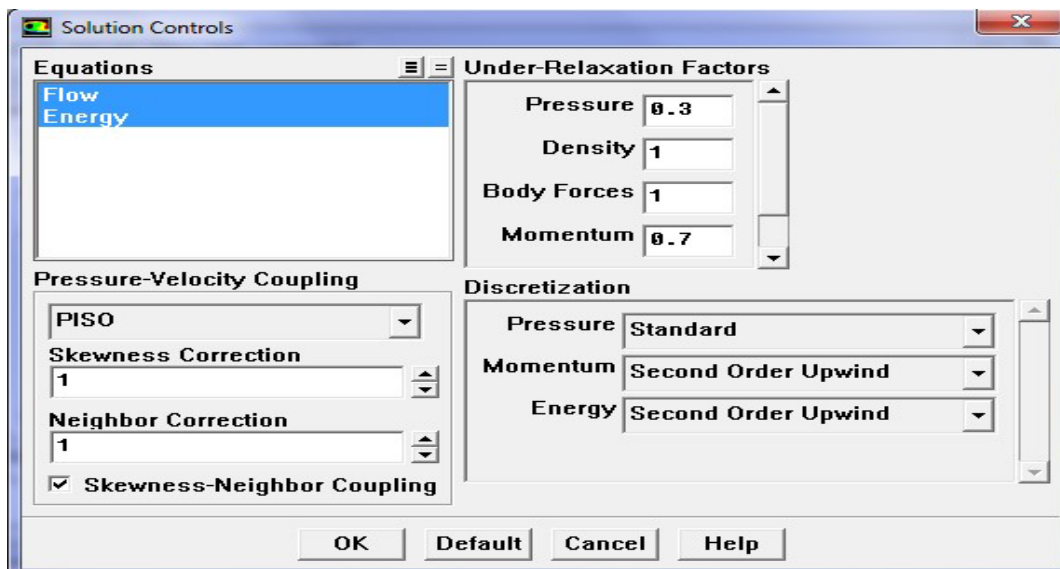 Solution Controls
Equations
Flow
Energy
Under-Relaxation Factors
Pressure 0.3
Density 1
Body Forces 1
Momentum 0.7
Pressure-Velocity Coupling
PISO
Skewness Correction
1
Neighbor Correction
1
Skewness-Neighbor Coupling
Discretization
Pressure Standard
Momentum Second Order Upwind
Energy Second Order Upwind
OK Default Cancel Help